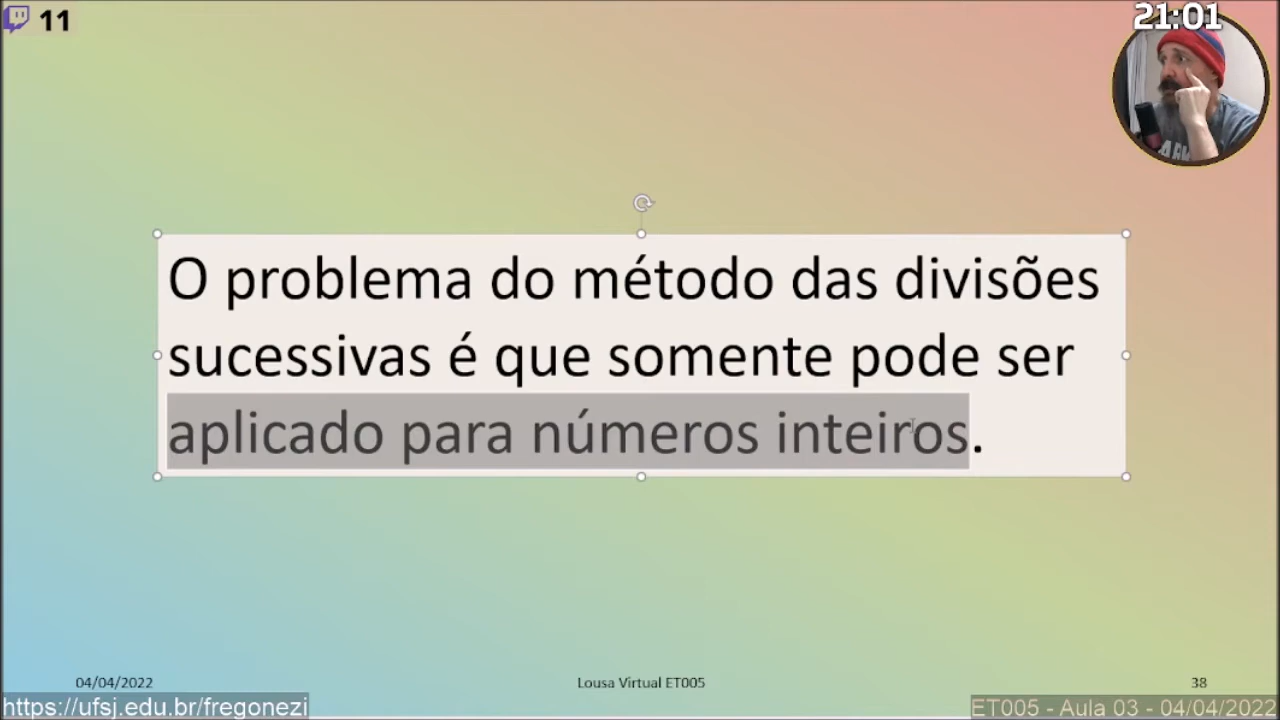 11
21:01
O problema do método das divisões
sucessivas é que somente pode ser
aplicado para números inteiros.
04/04/2022
Lousa Virtual ET005
38
https://ufsj.edu.br/fregonezi
ET005 - Aula 03 - 04/04/2022